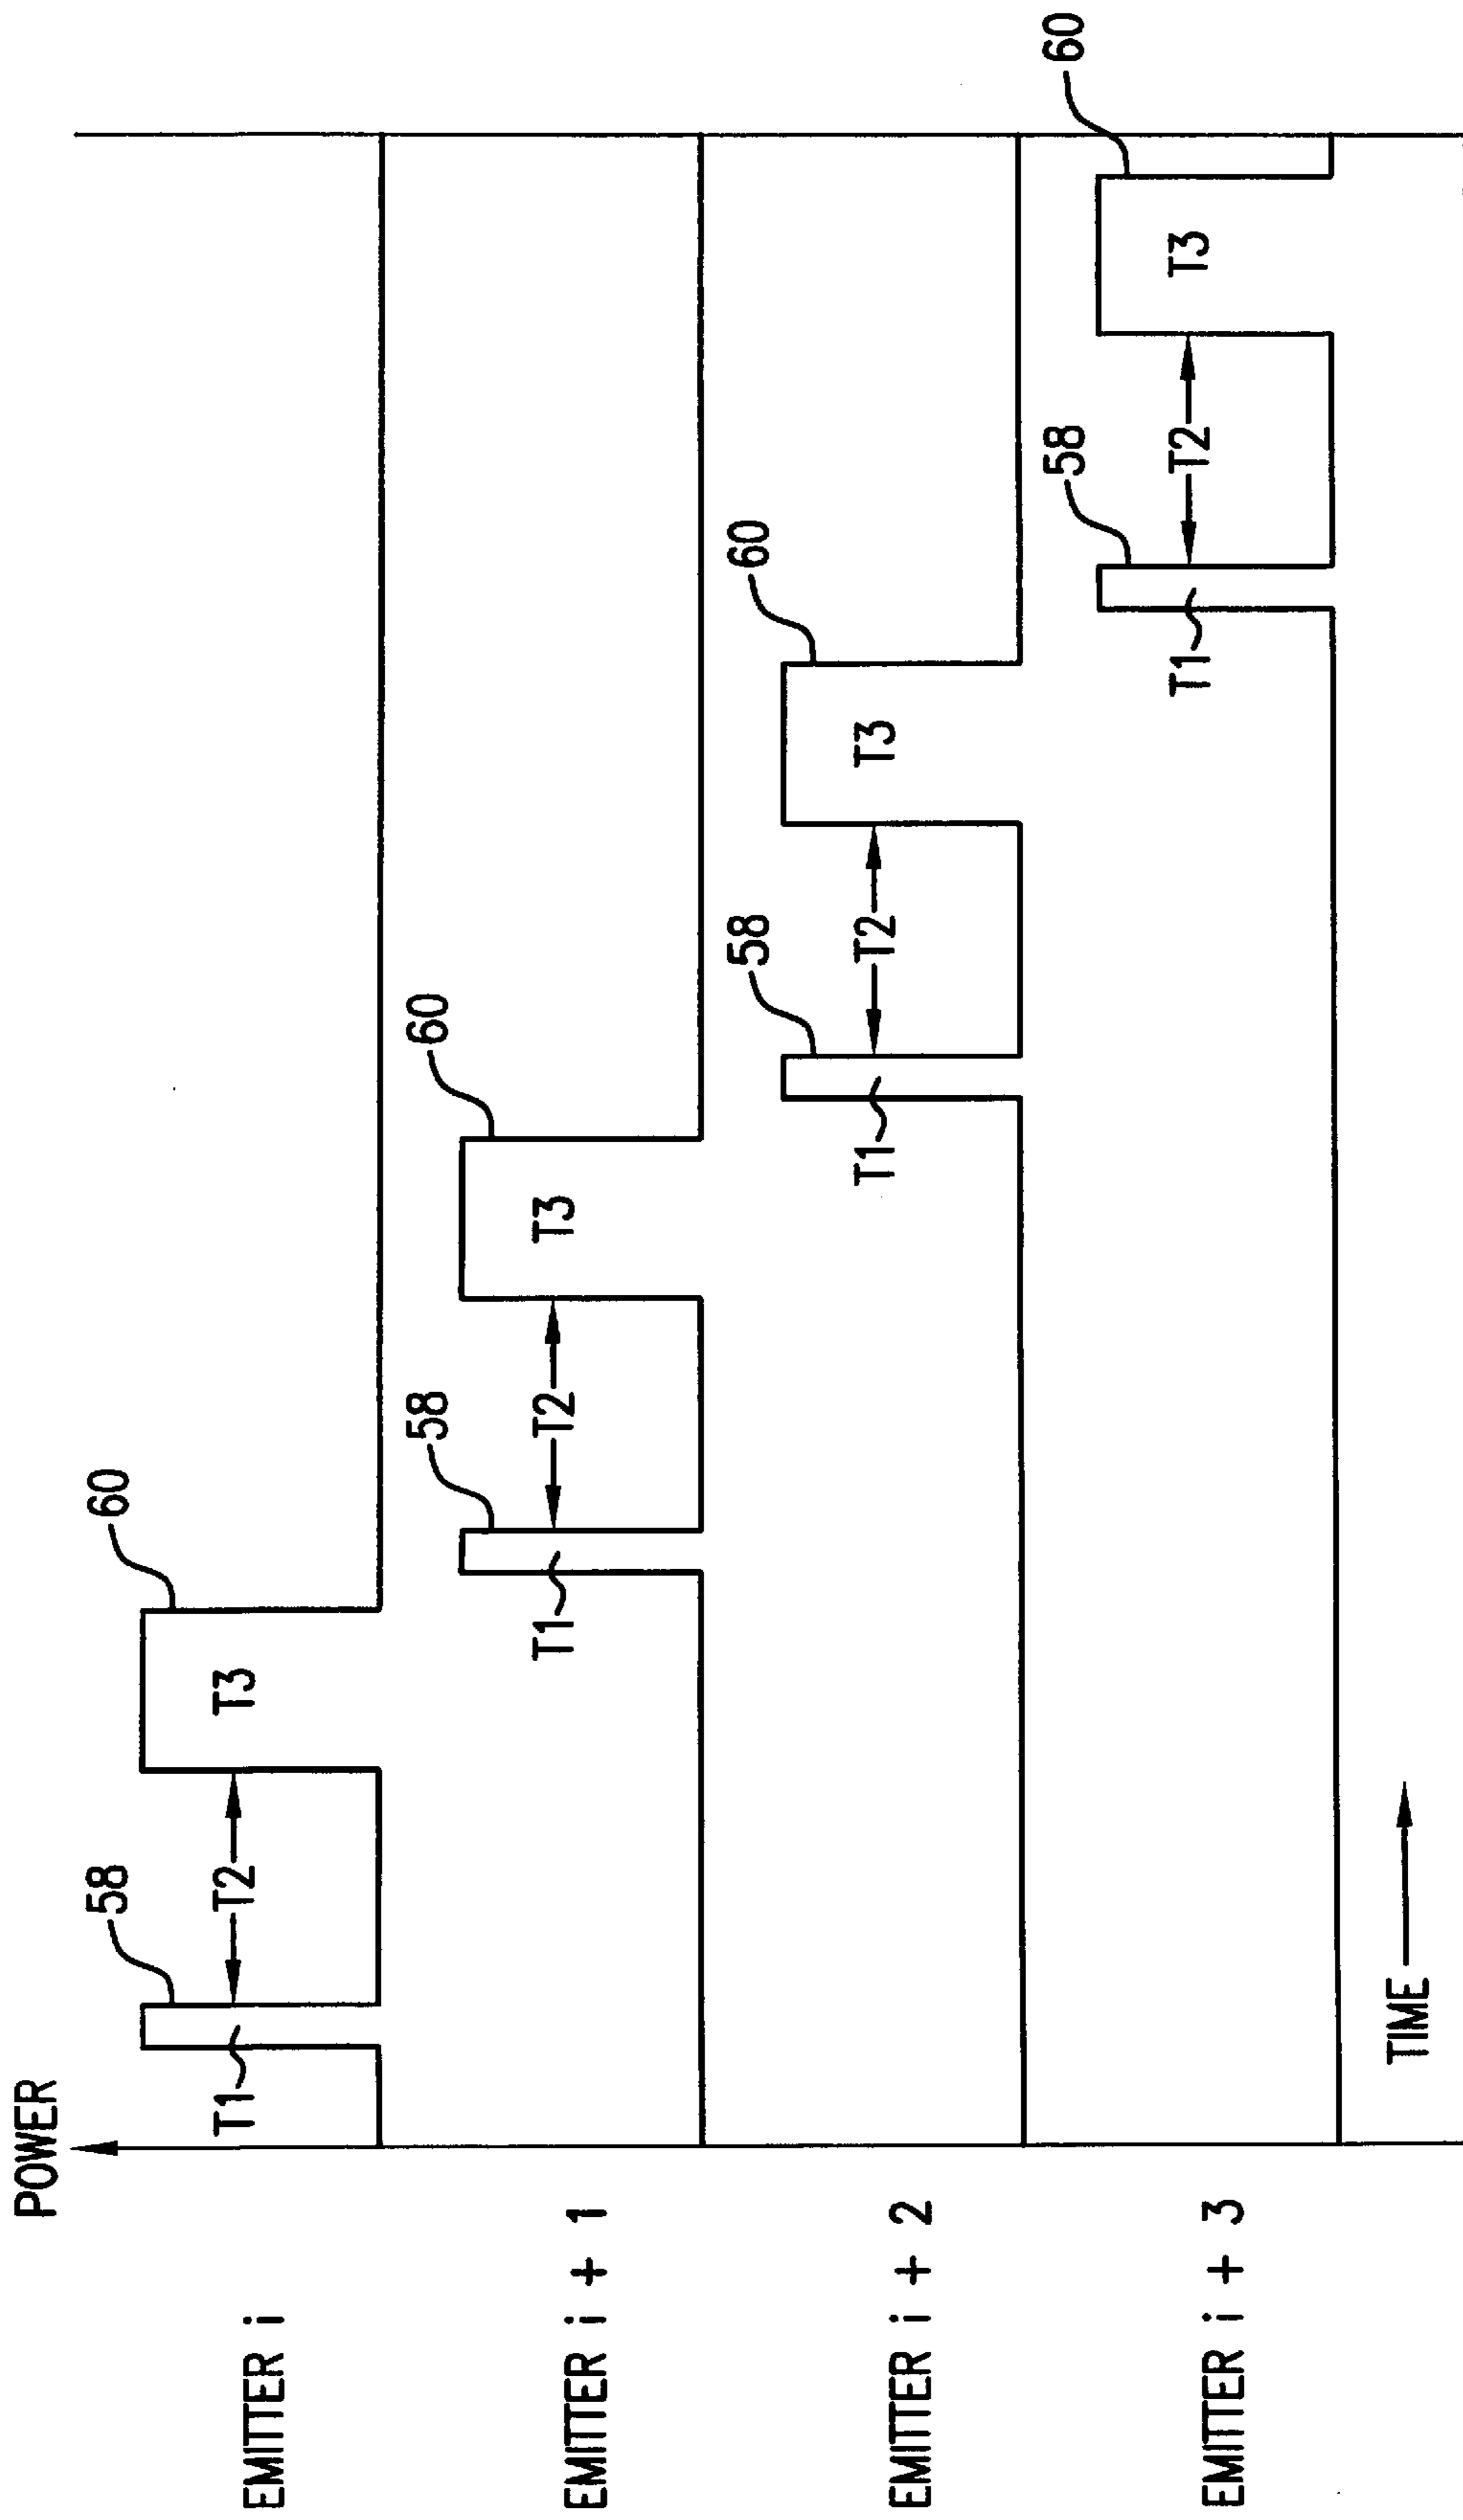 POWER
EMITTER i
58
60
T1
T2
T3
EMITTER i + 1
58
60
T1
T2
T3
EMITTER i + 2
58
60
T1
T2
T3
EMITTER i + 3
58
60
T1
T2
T3
TIME